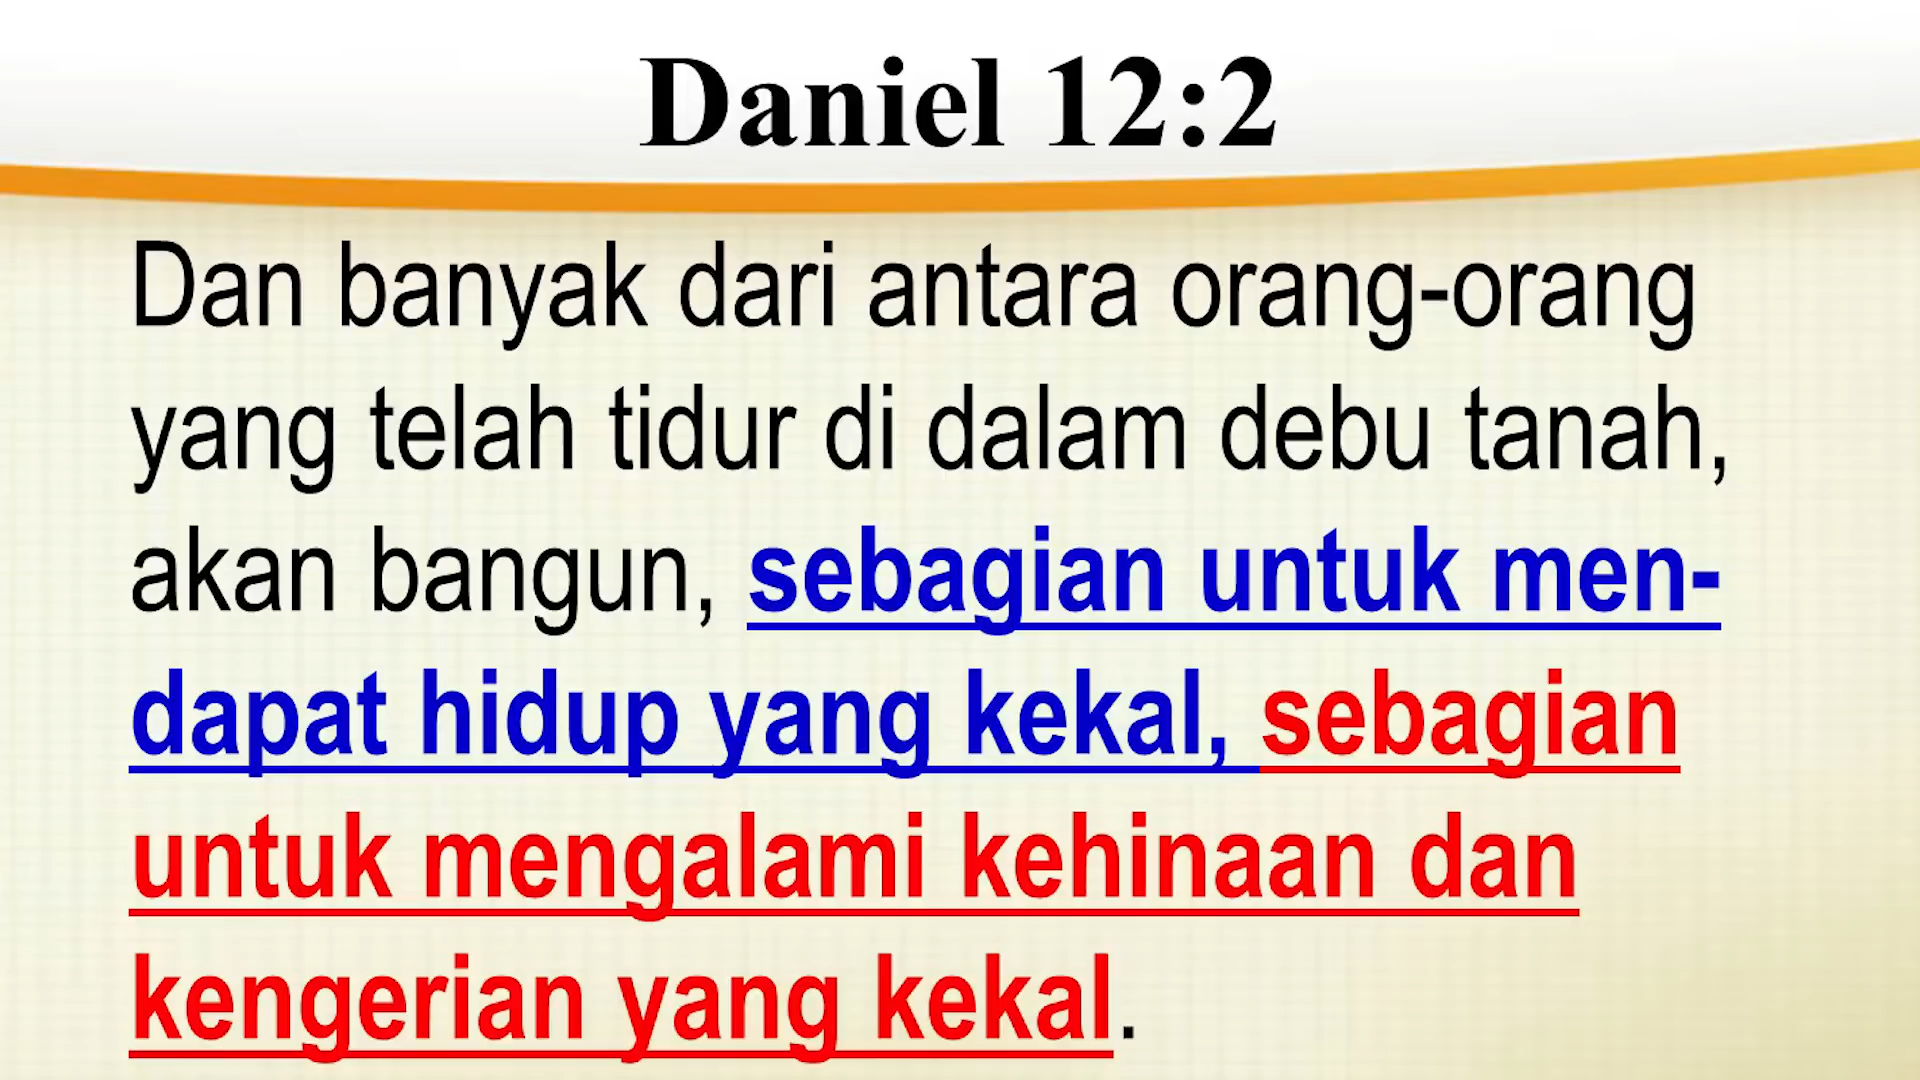 Daniel 12:2
Dan banyak dari antara orang-orang
yang telah tidur di dalam debu tanah,
akan bangun, sebagian untuk men-
dapat hidup yang kekal, sebagian
untuk mengalami kehinaan dan
kengerian yang kekal.